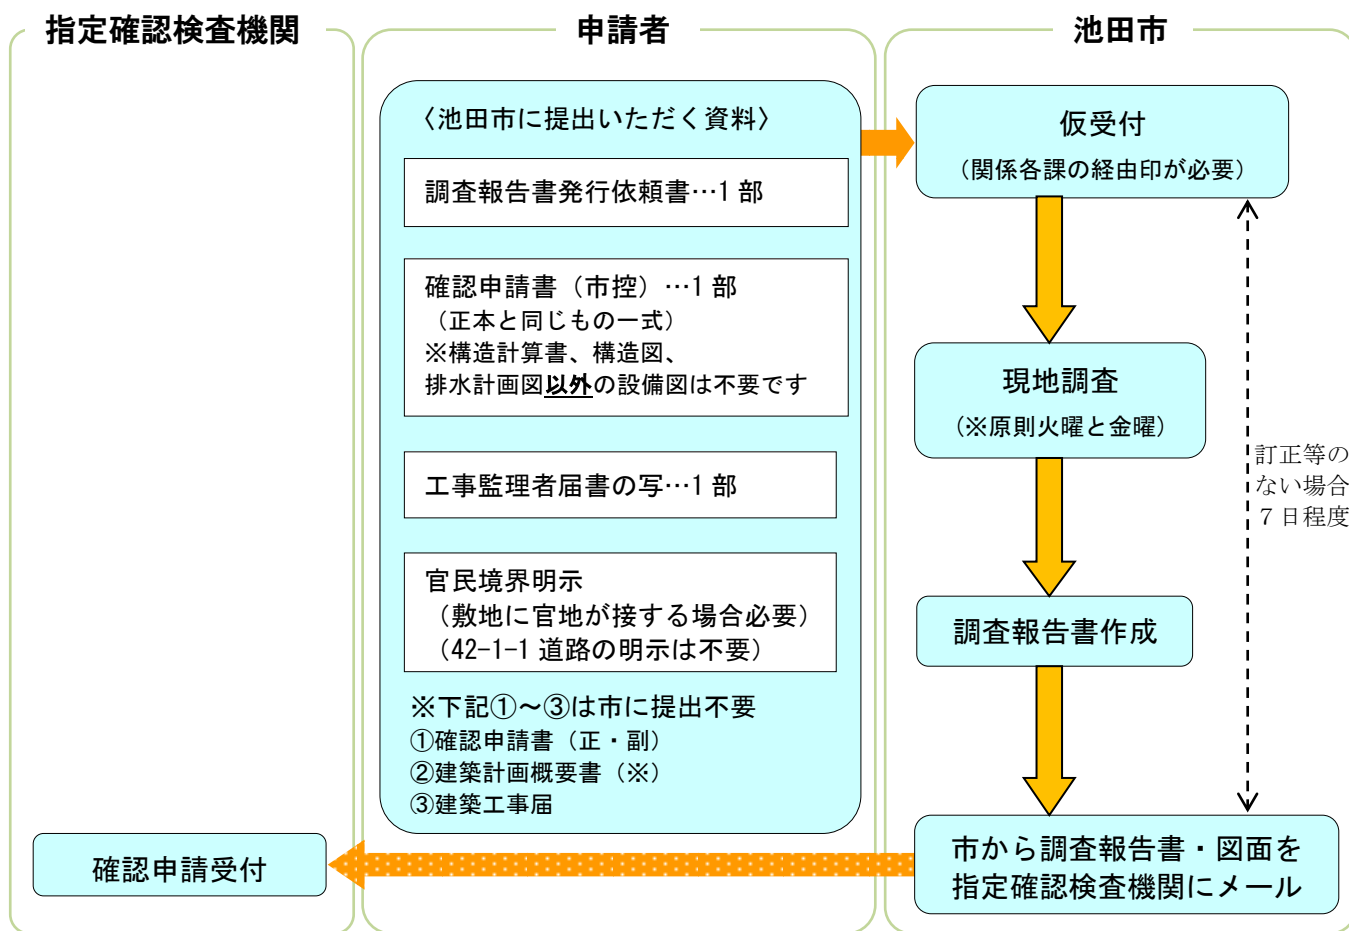 指定確認検査機関
申請者
池田市
〈池田市に提出いただく資料〉
調査報告書発行依頼書…1 部
確認申請書（市控）…1 部
（正本と同じもの一式）
※構造計算書、構造図、
排水計画図以外の設備図は不要です
工事監理者届書の写…1 部
官民境界明示
（敷地に官地が接する場合必要）
（42-1-1 道路の明示は不要）
※下記①～③は市に提出不要
①確認申請書（正・副）
②建築計画概要書（※）
③建築工事届
仮受付
（関係各課の経由印が必要）
現地調査
（※原則火曜と金曜）
訂正等の
ない場合
７日程度
調査報告書作成
市から調査報告書・図面を
指定確認検査機関にメール
確認申請受付